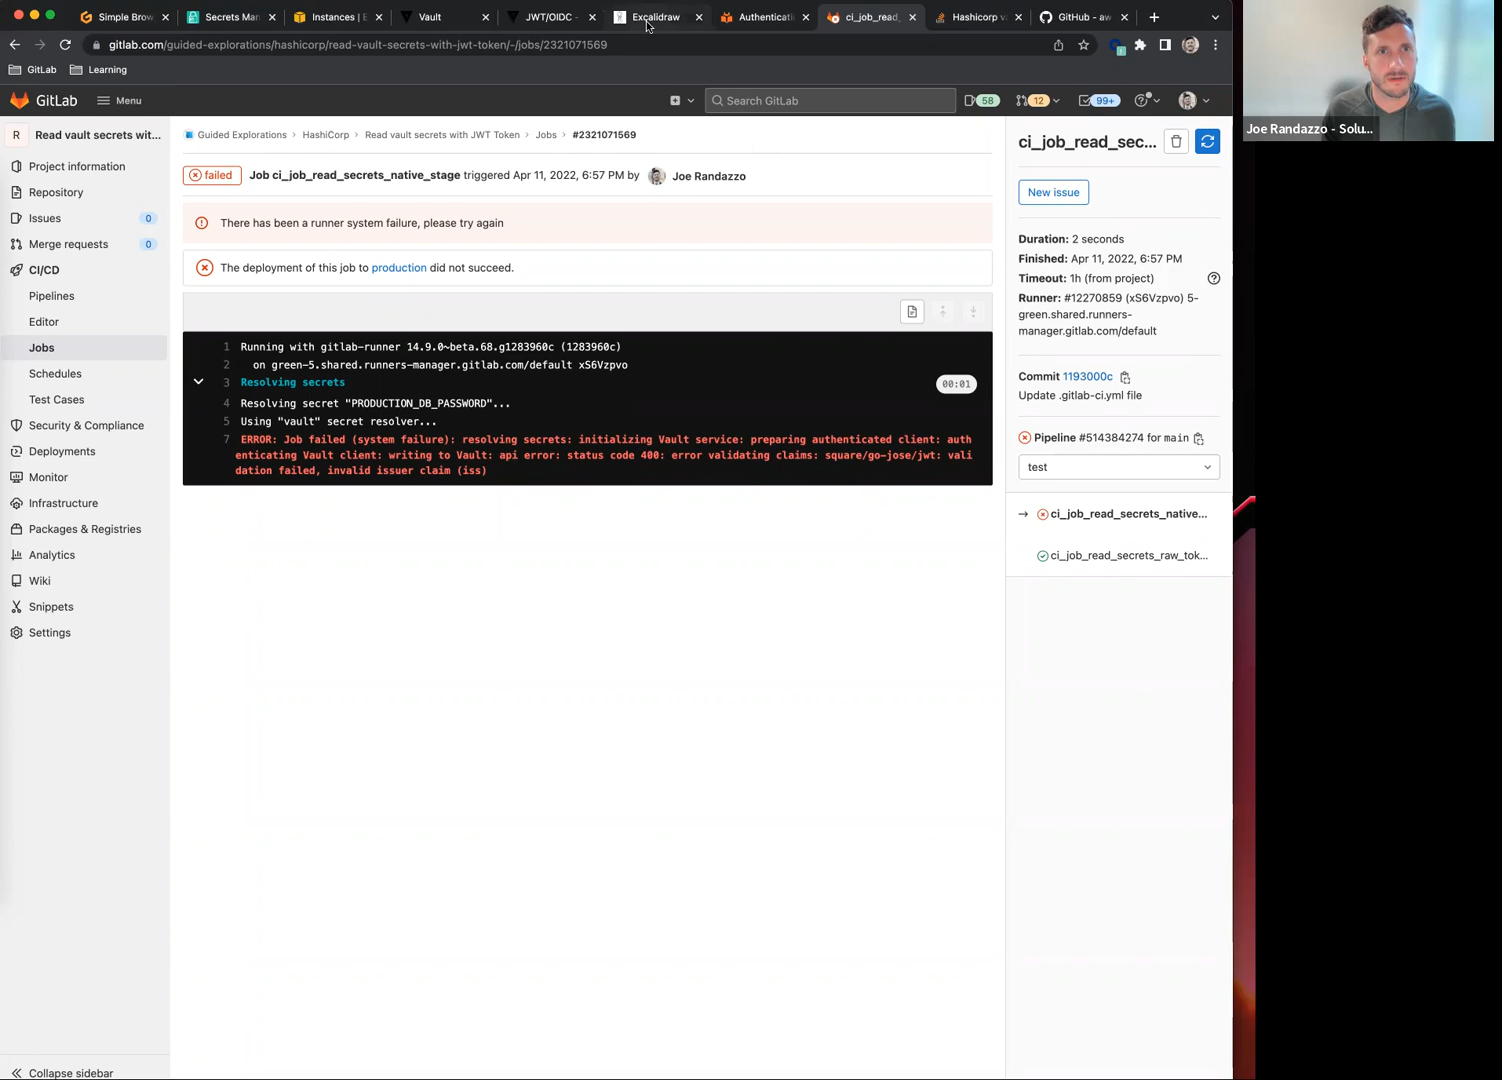 Simple Brow
Secrets Man
Instances | E
Vault
JWT/OIDC -
Excalidraw
Authenticati
ci_job_read_
Hashicorp v
GitHub - aw
gitlab.com/guided-explorations/hashicorp/read-vault-secrets-with-jwt-token/-/jobs/2321071569
GitLab
Learning
GitLab
Menu
Search GitLab
58
12
99+
Joe Randazzo - Solu...
R
Read vault secrets wit...
Project information
Repository
Issues 0
Merge requests 0
CI/CD
Pipelines
Editor
Jobs
Schedules
Test Cases
Security & Compliance
Deployments
Monitor
Infrastructure
Packages & Registries
Analytics
Wiki
Snippets
Settings
Collapse sidebar
Guided Explorations > HashiCorp > Read vault secrets with JWT Token > Jobs > #2321071569
failed Job ci_job_read_secrets_native_stage triggered Apr 11, 2022, 6:57 PM by Joe Randazzo
There has been a runner system failure, please try again
The deployment of this job to production did not succeed.
1 Running with gitlab-runner 14.9.0~beta.68.g1283960c (1283960c)
2 on green-5.shared.runners-manager.gitlab.com/default xS6Vzpvo
3 Resolving secrets 00:01
4 Resolving secret "PRODUCTION_DB_PASSWORD"...
5 Using "vault" secret resolver...
7 ERROR: Job failed (system failure): resolving secrets: initializing Vault service: preparing authenticated client: auth
enticating Vault client: writing to Vault: api error: status code 400: error validating claims: square/go-jose/jwt: vali
dation failed, invalid issuer claim (iss)
ci_job_read_sec...
New issue
Duration: 2 seconds
Finished: Apr 11, 2022, 6:57 PM
Timeout: 1h (from project)
Runner: #12270859 (xS6Vzpvo) 5-
green.shared.runners-
manager.gitlab.com/default
Commit 1193000c
Update .gitlab-ci.yml file
Pipeline #514384274 for main
test
→ ci_job_read_secrets_native...
ci_job_read_secrets_raw_tok...